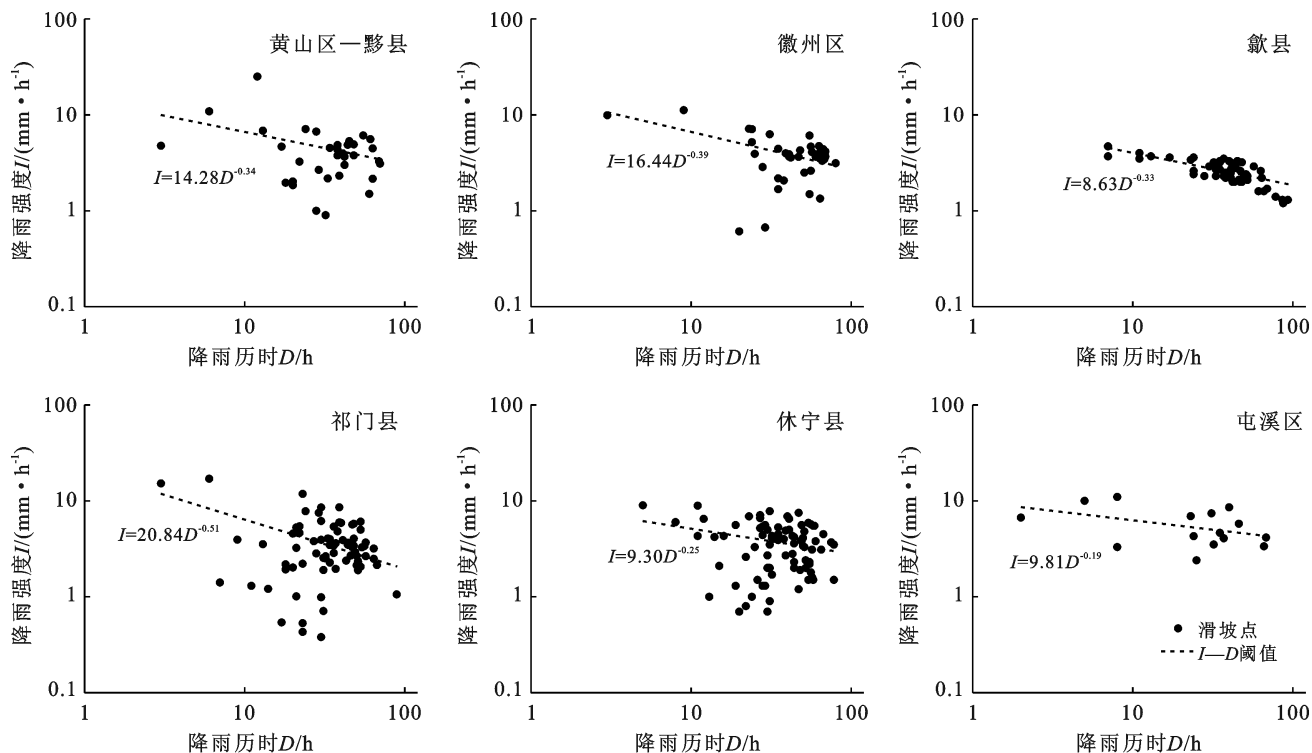 黄山区—黟县
100
10
1
0.1
降雨强度I/(mm·h⁻¹)
I=14.28D⁻⁰·³⁴
1 10 100
降雨历时D/h
徽州区
100
10
1
0.1
降雨强度I/(mm·h⁻¹)
I=16.44D⁻⁰·³⁹
1 10 100
降雨历时D/h
歙县
100
10
1
0.1
降雨强度I/(mm·h⁻¹)
I=8.63D⁻⁰·³³
1 10 100
降雨历时D/h
祁门县
100
10
1
0.1
降雨强度I/(mm·h⁻¹)
I=20.84D⁻⁰·⁵¹
1 10 100
降雨历时D/h
休宁县
100
10
1
0.1
降雨强度I/(mm·h⁻¹)
I=9.30D⁻⁰·²⁵
1 10 100
降雨历时D/h
屯溪区
100
10
1
0.1
降雨强度I/(mm·h⁻¹)
I=9.81D⁻⁰·¹⁹
滑坡点
I—D阈值
1 10 100
降雨历时D/h